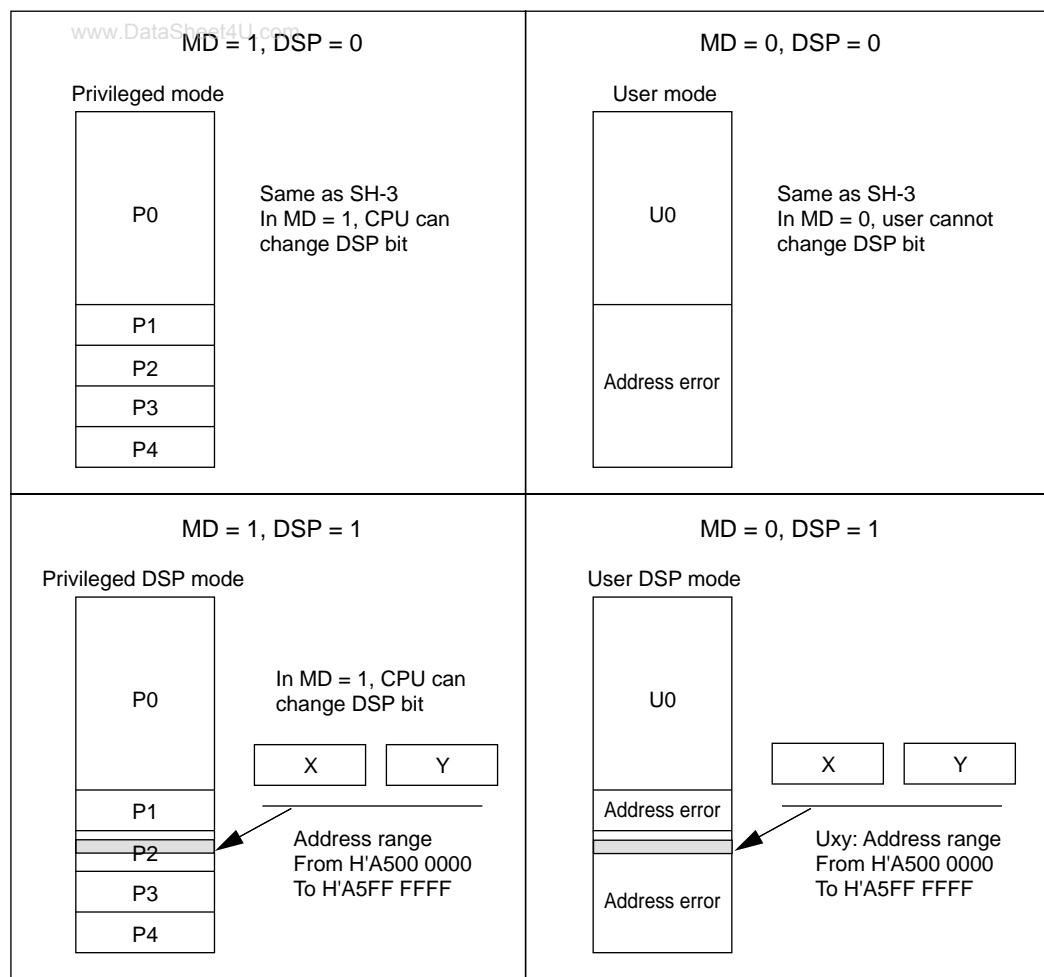 www.DataSheet4U.com
MD = 1, DSP = 0
Privileged mode
P0
Same as SH-3
In MD = 1, CPU can
change DSP bit
P1
P2
P3
P4
MD = 0, DSP = 0
User mode
U0
Same as SH-3
In MD = 0, user cannot
change DSP bit
Address error
MD = 1, DSP = 1
Privileged DSP mode
P0
In MD = 1, CPU can
change DSP bit
X Y
P1
P2
P3
P4
Address range
From H'A500 0000
To H'A5FF FFFF
MD = 0, DSP = 1
User DSP mode
U0
X Y
Address error
Uxy: Address range
From H'A500 0000
To H'A5FF FFFF
Address error